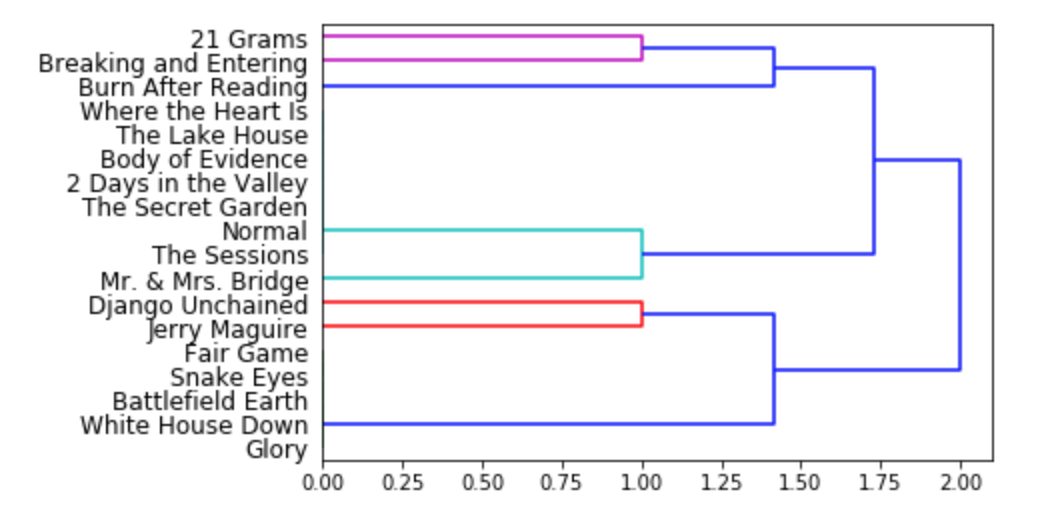 21 Grams
Breaking and Entering
Burn After Reading
Where the Heart Is
The Lake House
Body of Evidence
2 Days in the Valley
The Secret Garden
Normal
The Sessions
Mr. & Mrs. Bridge
Django Unchained
Jerry Maguire
Fair Game
Snake Eyes
Battlefield Earth
White House Down
Glory
0.00 0.25 0.50 0.75 1.00 1.25 1.50 1.75 2.00